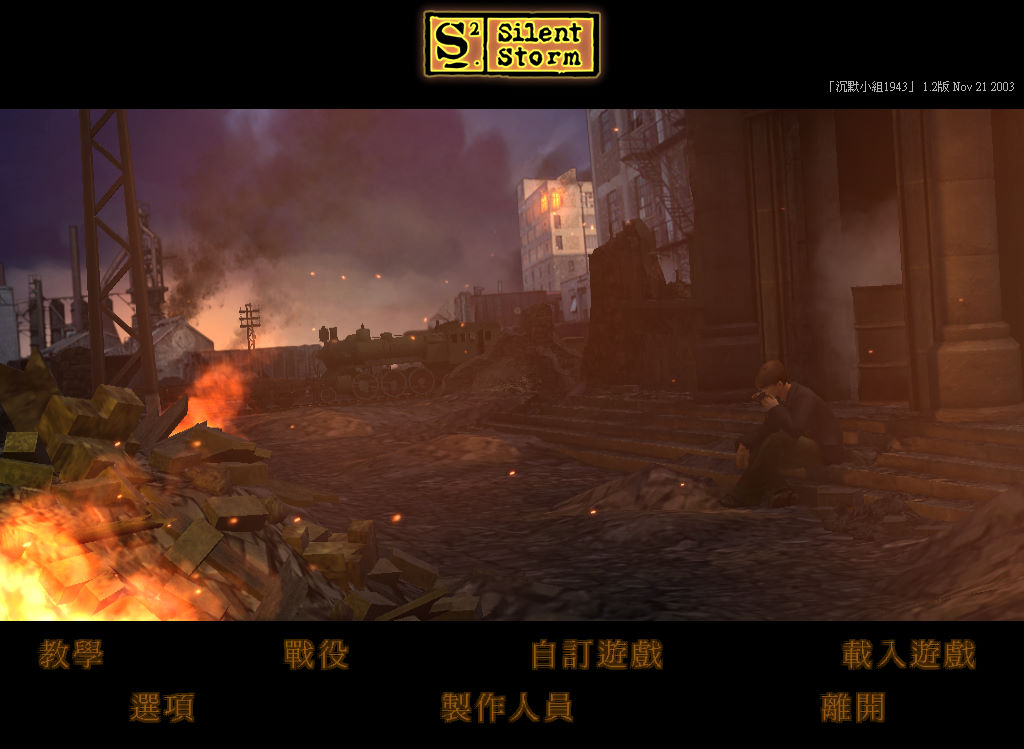 S² Silent
Storm
「沉默小組1943」 1.2版 Nov 21 2003
教學 戰役 自訂遊戲 載入遊戲
選項 製作人員 離開